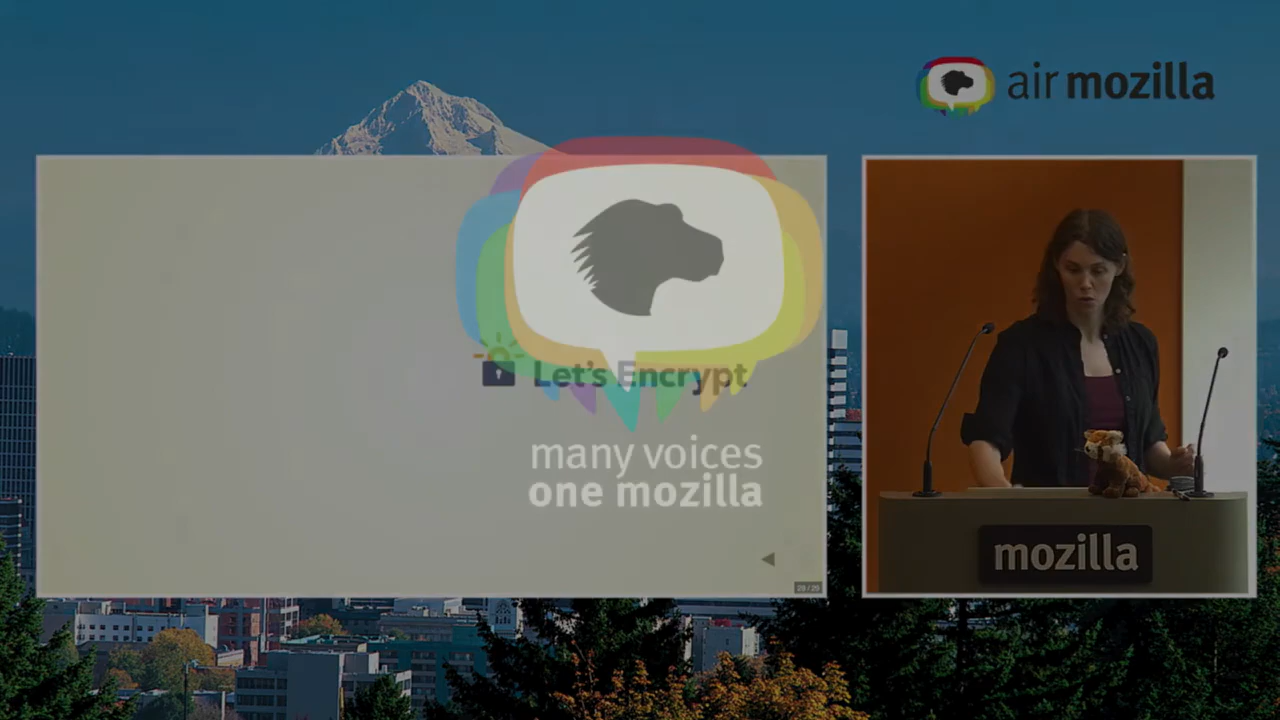 air mozilla
Let's Encrypt
many voices
one mozilla
mozilla